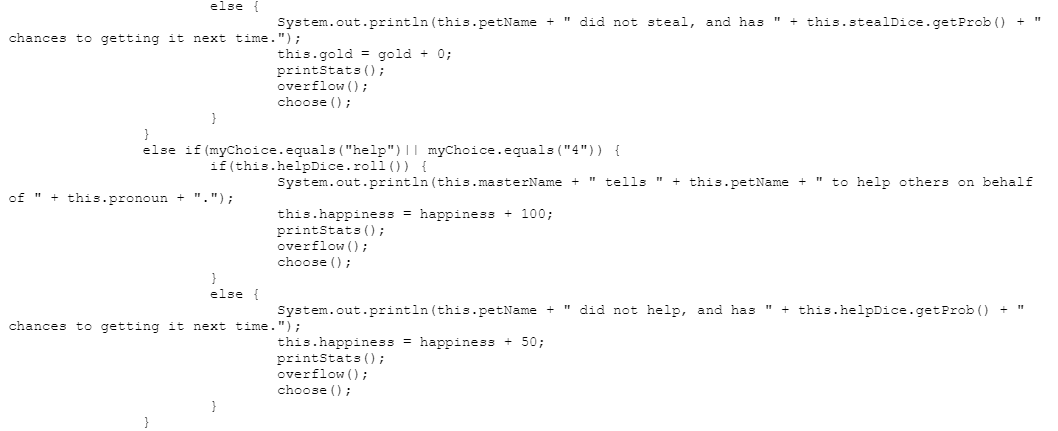 else {
System.out.println(this.petName + " did not steal, and has " + this.stealDice.getProb() + "
chances to getting it next time.");
this.gold = gold + 0;
printStats();
overflow();
choose();
}
}
else if(myChoice.equals("help")|| myChoice.equals("4")) {
if(this.helpDice.roll()) {
System.out.println(this.masterName + " tells " + this.petName + " to help others on behalf
of " + this.pronoun + ".");
this.happiness = happiness + 100;
printStats();
overflow();
choose();
}
else {
System.out.println(this.petName + " did not help, and has " + this.helpDice.getProb() + "
chances to getting it next time.");
this.happiness = happiness + 50;
printStats();
overflow();
choose();
}
}